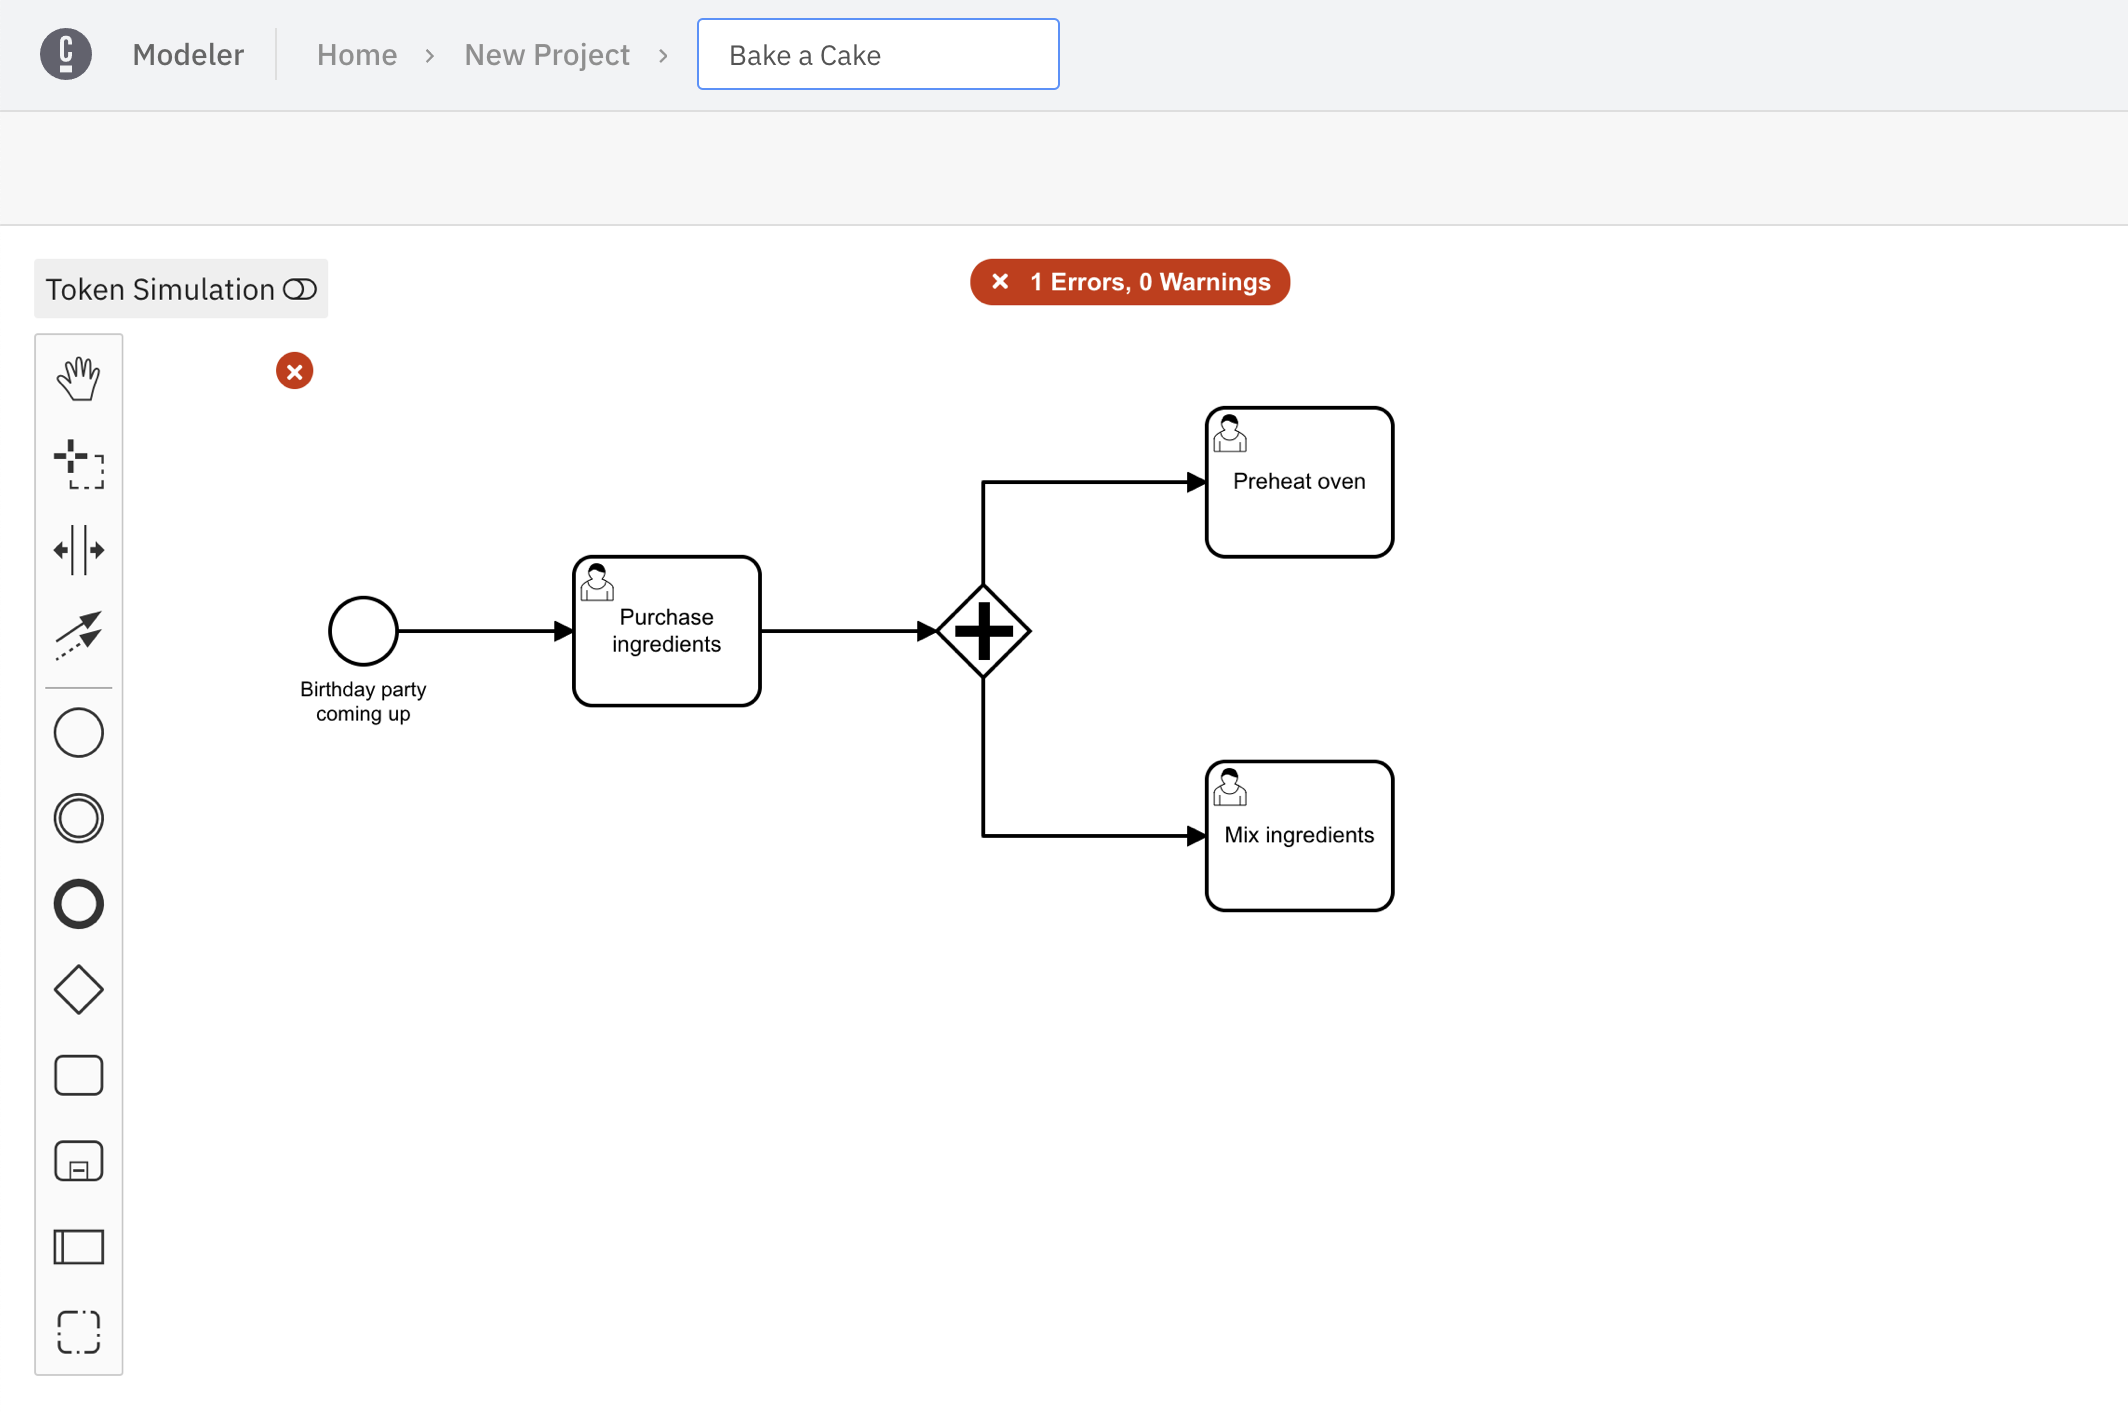 Modeler
Home
New Project
Bake a Cake
Token Simulation
1 Errors, 0 Warnings
Preheat oven
Purchase
ingredients
Birthday party
coming up
Mix ingredients